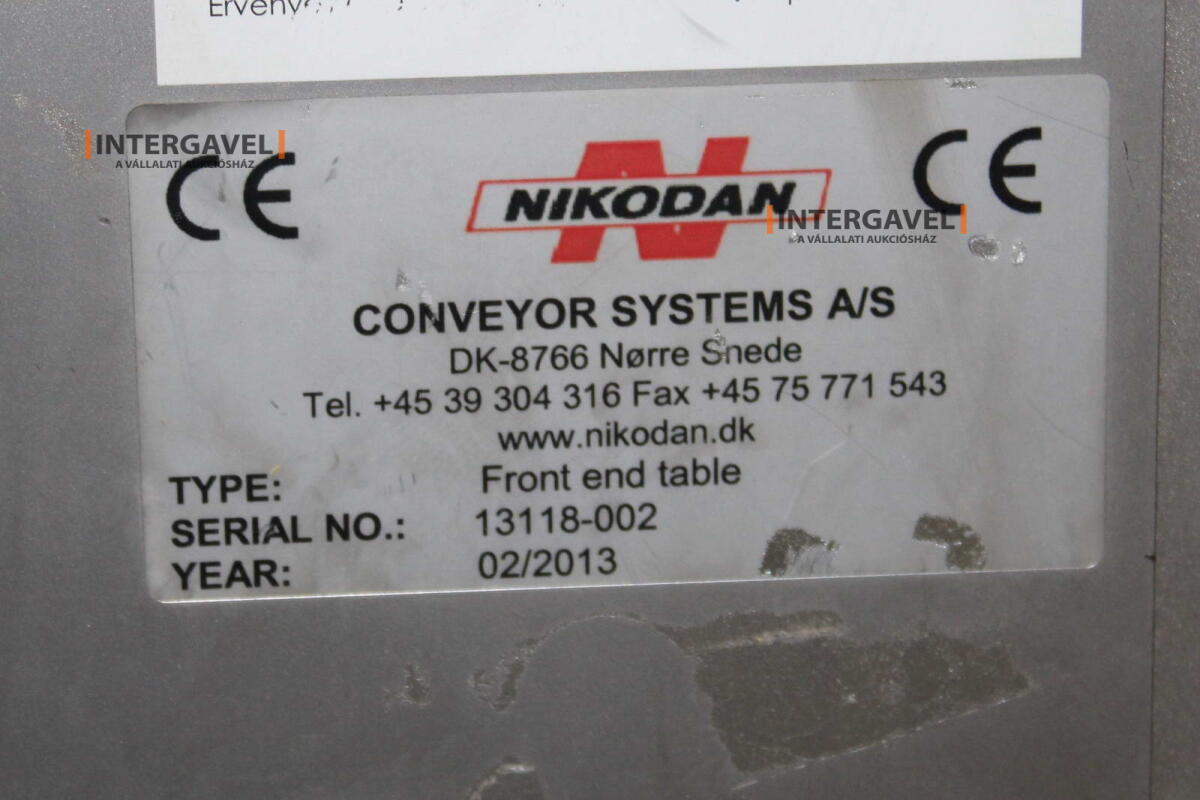 INTERGAVEL
A VÁLLALATI AUKCIÓSHÁZ
CE
NIKODAN
CE
INTERGAVEL
A VÁLLALATI AUKCIÓSHÁZ
CONVEYOR SYSTEMS A/S
DK-8766 Nørre Snede
Tel. +45 39 304 316 Fax +45 75 771 543
www.nikodan.dk
TYPE: Front end table
SERIAL NO.: 13118-002
YEAR: 02/2013